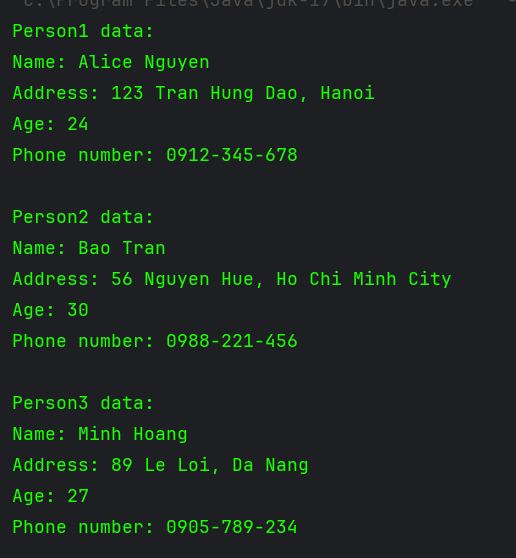 C:\Program Files\Java\jdk-17\bin\java.exe
Person1 data:
Name: Alice Nguyen
Address: 123 Tran Hung Dao, Hanoi
Age: 24
Phone number: 0912-345-678

Person2 data:
Name: Bao Tran
Address: 56 Nguyen Hue, Ho Chi Minh City
Age: 30
Phone number: 0988-221-456

Person3 data:
Name: Minh Hoang
Address: 89 Le Loi, Da Nang
Age: 27
Phone number: 0905-789-234